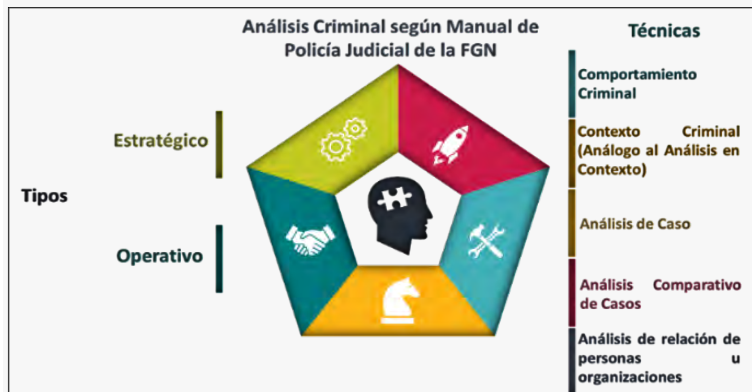 Análisis Criminal según Manual de
Policía Judicial de la FGN
Tipos
Estratégico
Operativo
Técnicas
Comportamiento
Criminal
Contexto Criminal
(Análogo al Análisis en
Contexto)
Análisis de Caso
Análisis Comparativo
de Casos
Análisis de relación de
personas u
organizaciones